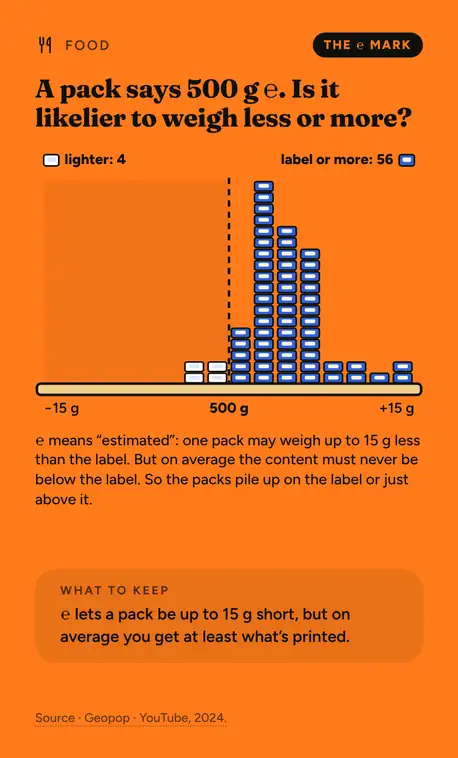 FOOD
THE ℮ MARK
A pack says 500 g ℮. Is it
likelier to weigh less or more?
lighter: 4
label or more: 56
−15 g
500 g
+15 g
℮ means “estimated”: one pack may weigh up to 15 g less
than the label. But on average the content must never be
below the label. So the packs pile up on the label or just
above it.
WHAT TO KEEP
℮ lets a pack be up to 15 g short, but on
average you get at least what’s printed.
Source · Geopop · YouTube, 2024.